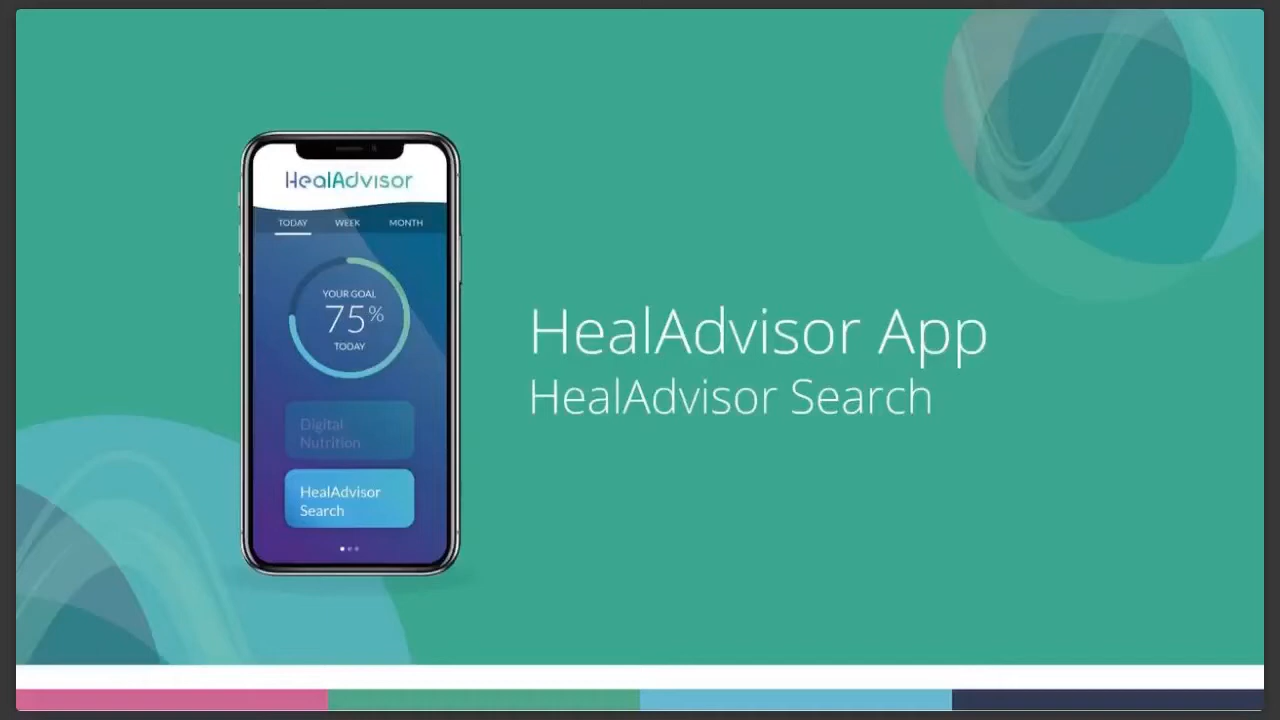 HealAdvisor
TODAY WEEK MONTH
YOUR GOAL
75%
TODAY
Digital
Nutrition
HealAdvisor
Search
HealAdvisor App
HealAdvisor Search